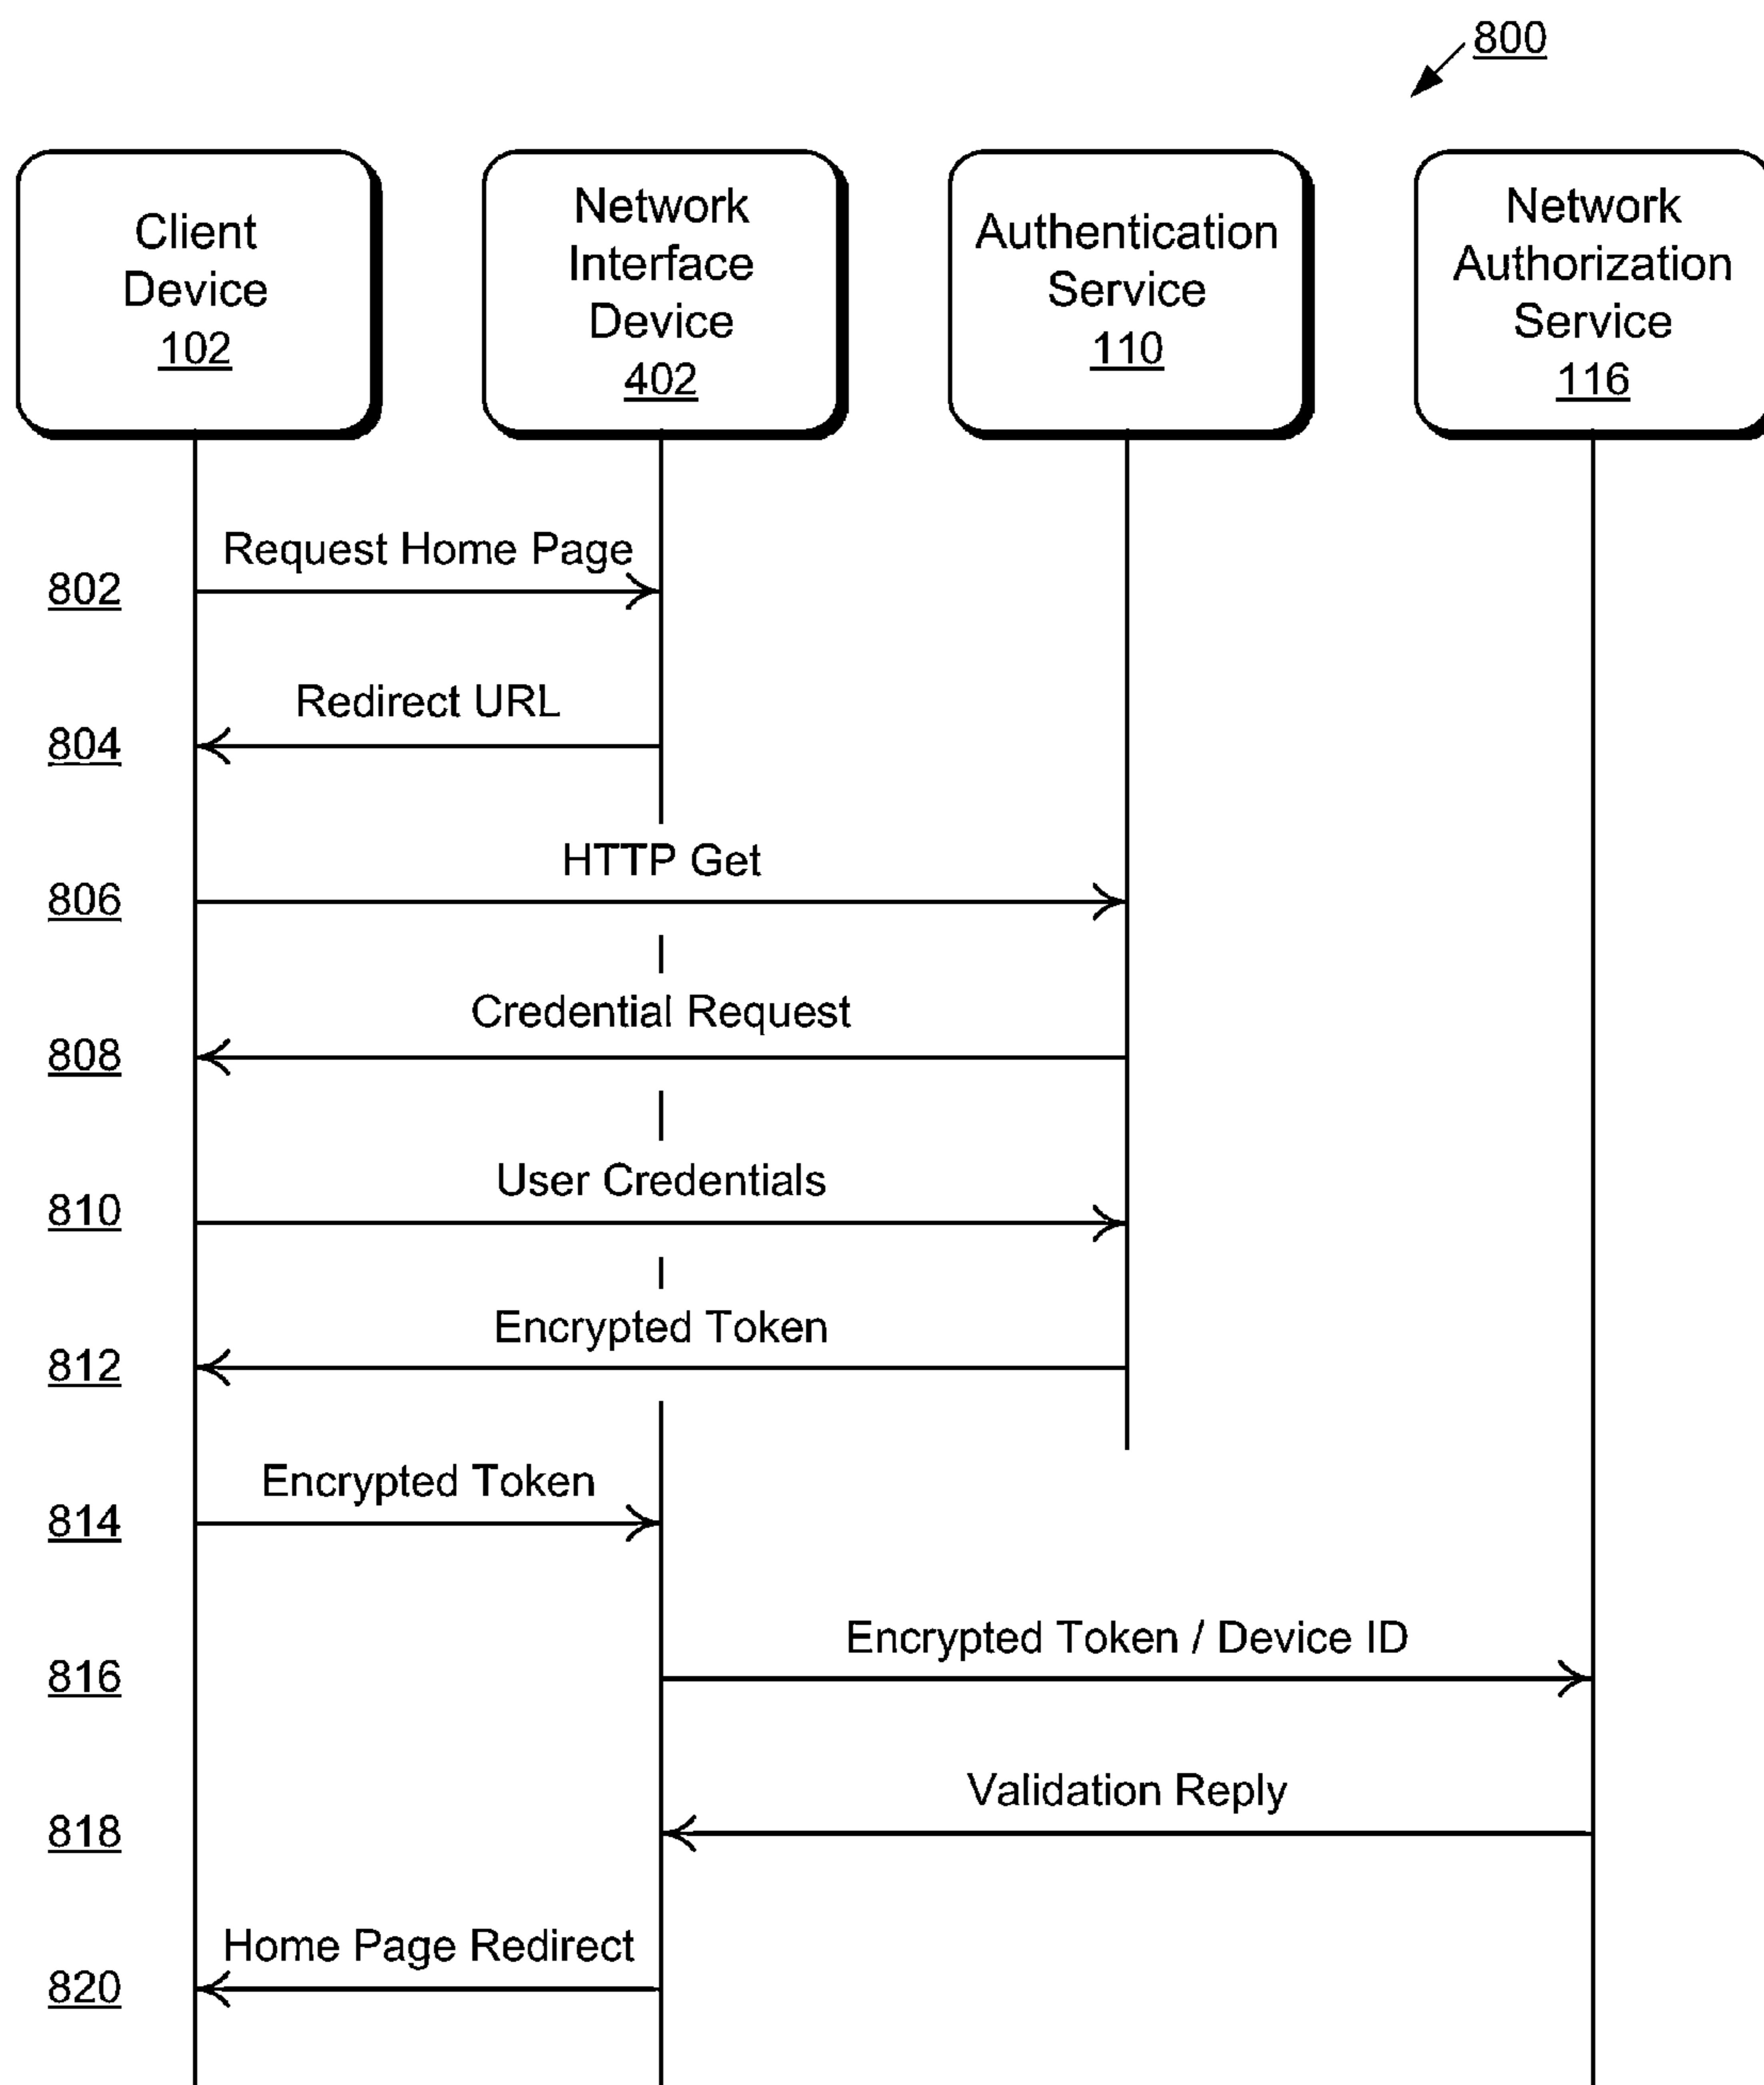 800
Client
Device
102
Network
Interface
Device
402
Authentication
Service
110
Network
Authorization
Service
116
Request Home Page
802
Redirect URL
804
HTTP Get
806
Credential Request
808
User Credentials
810
Encrypted Token
812
Encrypted Token
814
Encrypted Token / Device ID
816
Validation Reply
818
Home Page Redirect
820